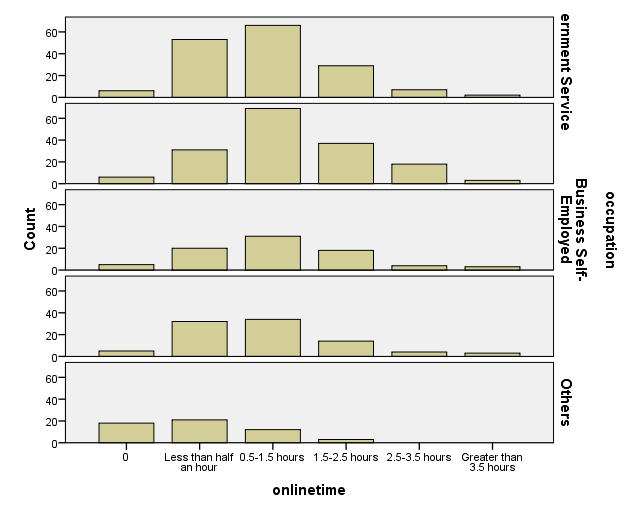 60
40
20
0
60
40
20
0
60
40
20
0
60
40
20
0
60
40
20
0
Count
ernment Service
Business Self-
Employed
Others
occupation
0
Less than half
an hour
0.5-1.5 hours
1.5-2.5 hours
2.5-3.5 hours
Greater than
3.5 hours
onlinetime